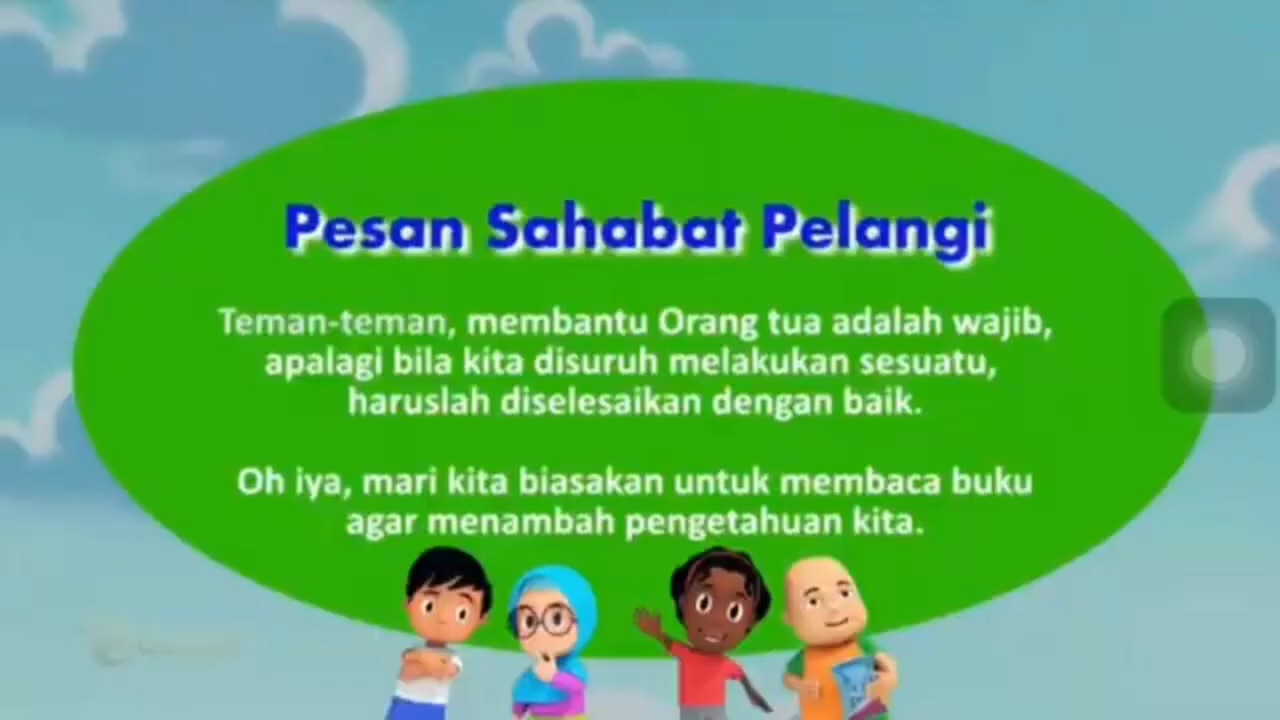 Pesan Sahabat Pelangi
Teman-teman, membantu Orang tua adalah wajib,
apalagi bila kita disuruh melakukan sesuatu,
haruslah diselesaikan dengan baik.
Oh iya, mari kita biasakan untuk membaca buku
agar menambah pengetahuan kita.